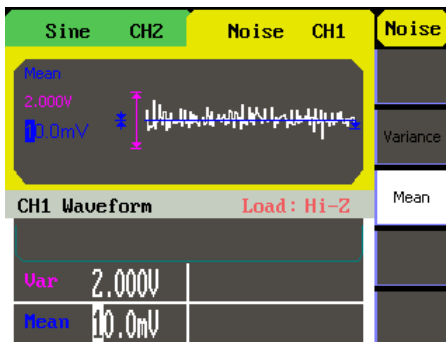 Sine CH2 Noise CH1 Noise
Mean
2.000V
10.0mV
Variance
Mean
CH1 Waveform Load: Hi-Z
Var 2.000V
Mean 10.0mV